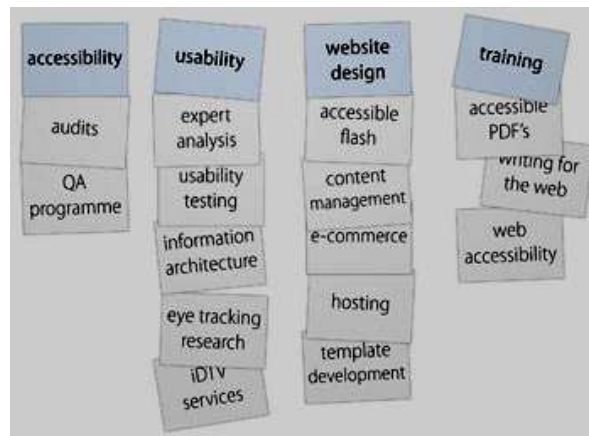 accessibility
audits
QA
programme
usability
expert
analysis
usability
testing
information
architecture
eye tracking
research
iDTV
services
website
design
accessible
flash
content
management
e-commerce
hosting
template
development
training
accessible
PDF's
writing for
the web
web
accessibility